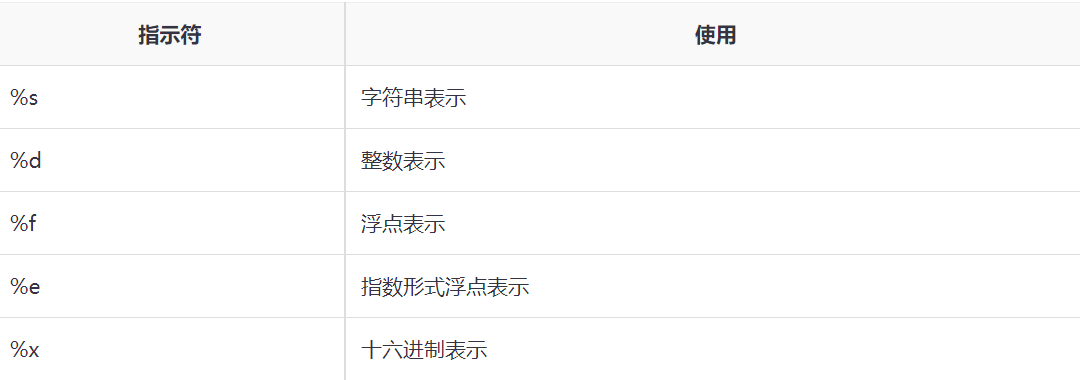 指示符 使用
%s 字符串表示
%d 整数表示
%f 浮点表示
%e 指数形式浮点表示
%x 十六进制表示